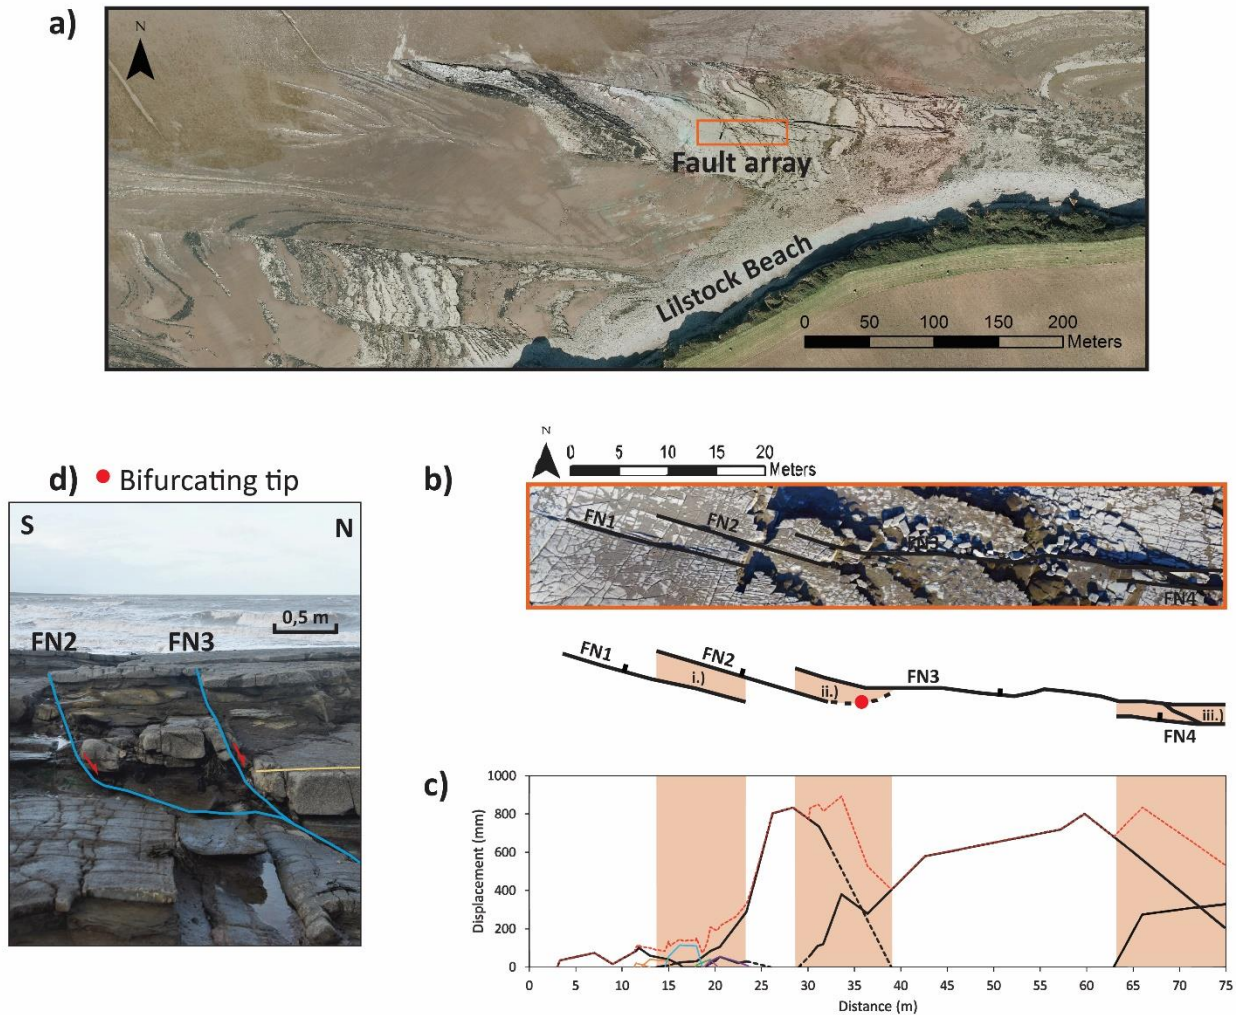 a)
N
Fault array
Lilstock Beach
0 50 100 150 200
Meters
d) Bifurcating tip
S N
0,5 m
FN2 FN3
b)
N
0 5 10 15 20
Meters
FN1 FN2 FN3
FN4
FN1 FN2 FN3
i.) ii.) iii.)
FN4
c)
1000
800
600
400
200
0
Displacement (mm)
0 5 10 15 20 25 30 35 40 45 50 55 60 65 70 75
Distance (m)